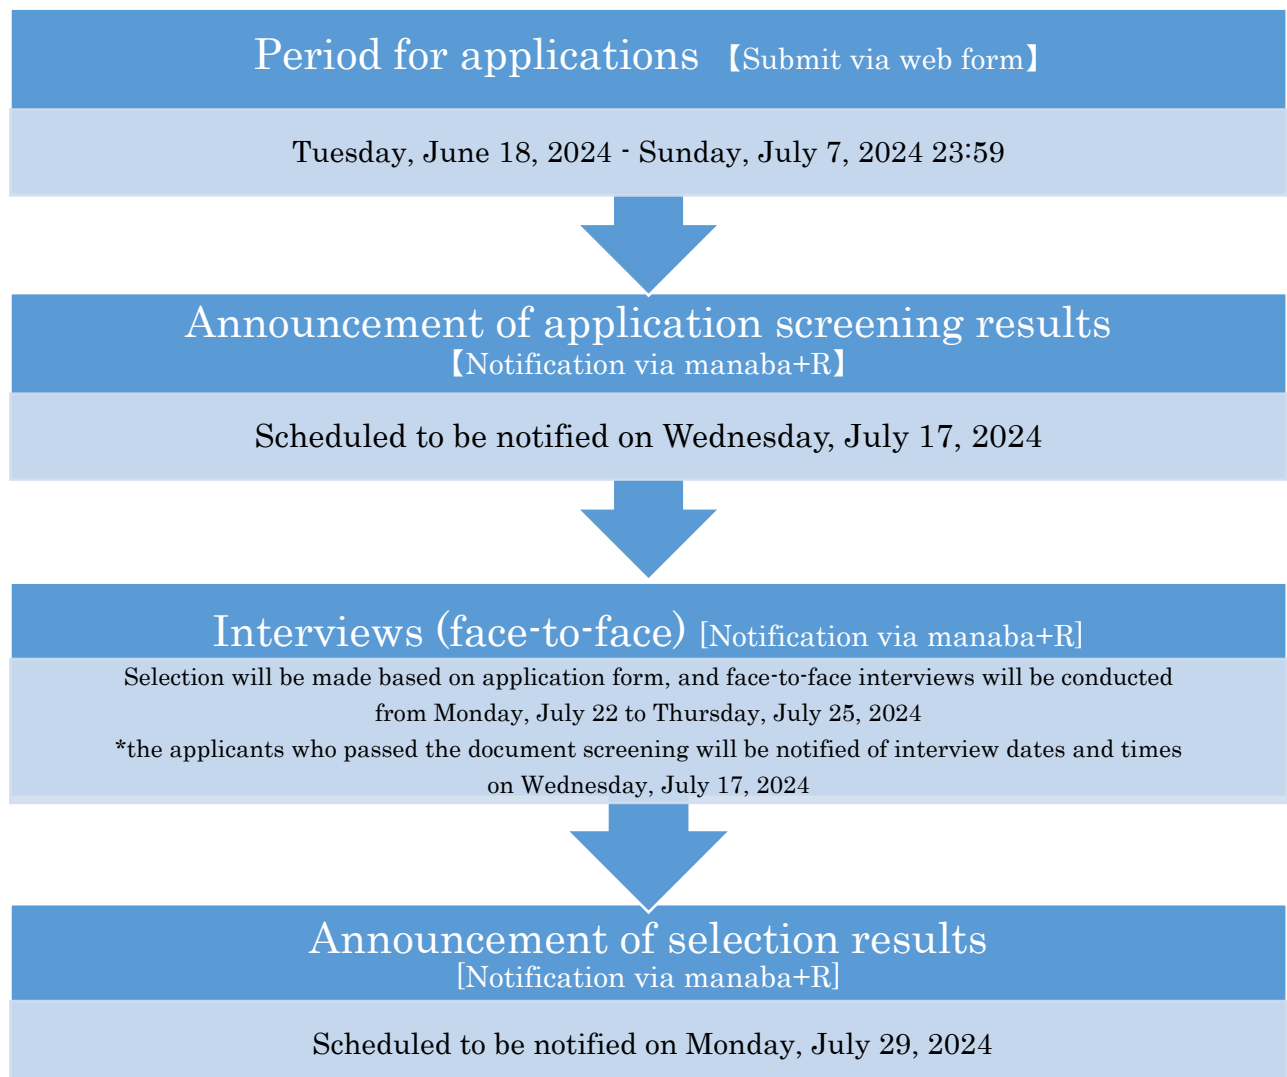 Period for applications 【Submit via web form】
Tuesday, June 18, 2024 - Sunday, July 7, 2024 23:59
Announcement of application screening results
【Notification via manaba+R】
Scheduled to be notified on Wednesday, July 17, 2024
Interviews (face-to-face) [Notification via manaba+R]
Selection will be made based on application form, and face-to-face interviews will be conducted
from Monday, July 22 to Thursday, July 25, 2024
*the applicants who passed the document screening will be notified of interview dates and times
on Wednesday, July 17, 2024
Announcement of selection results
[Notification via manaba+R]
Scheduled to be notified on Monday, July 29, 2024